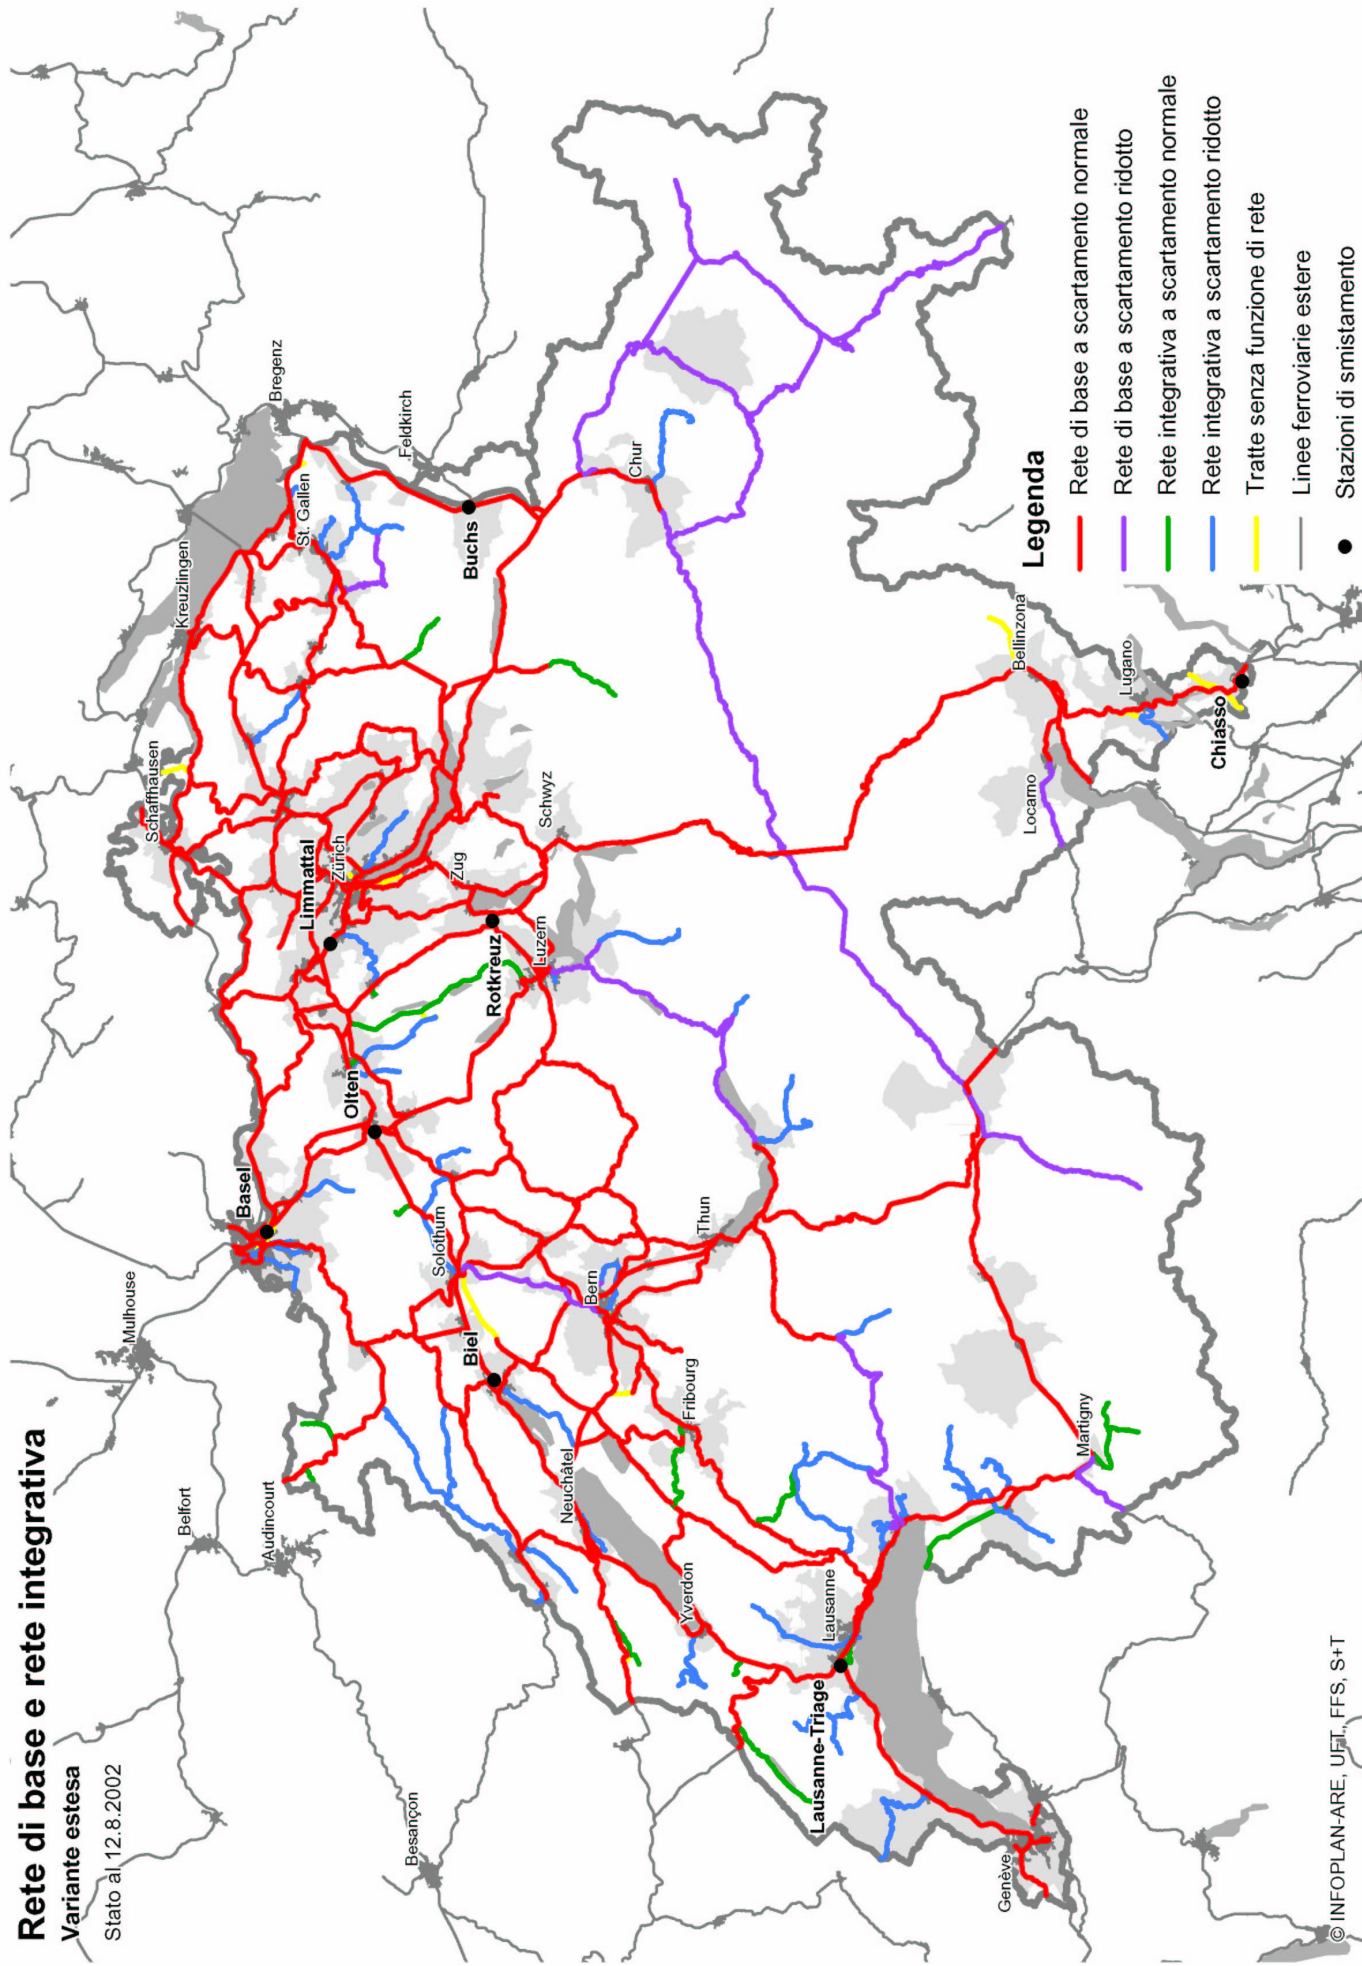 Rete di base e rete integrativa
Variante estesa
Stato al 12.8.2002
Mulhouse
Belfort
Audincourt
Besançon
Basel
Schaffhausen
Kreuzlingen
Bregenz
St. Gallen
Feldkirch
Limmattal
Zürich
Olten
Buchs
Solothurn
Biel
Zug
Rotkreuz
Luzern
Schwyz
Chur
Neuchâtel
Bern
Fribourg
Thun
Yverdon
Lausanne
Lausanne-Triage
Genève
Martigny
Bellinzona
Locarno
Lugano
Chiasso
Legenda
Rete di base a scartamento normale
Rete di base a scartamento ridotto
Rete integrativa a scartamento normale
Rete integrativa a scartamento ridotto
Tratte senza funzione di rete
Linee ferroviarie estere
Stazioni di smistamento
© INFOPLAN-ARE, UFT, FFS, S+T